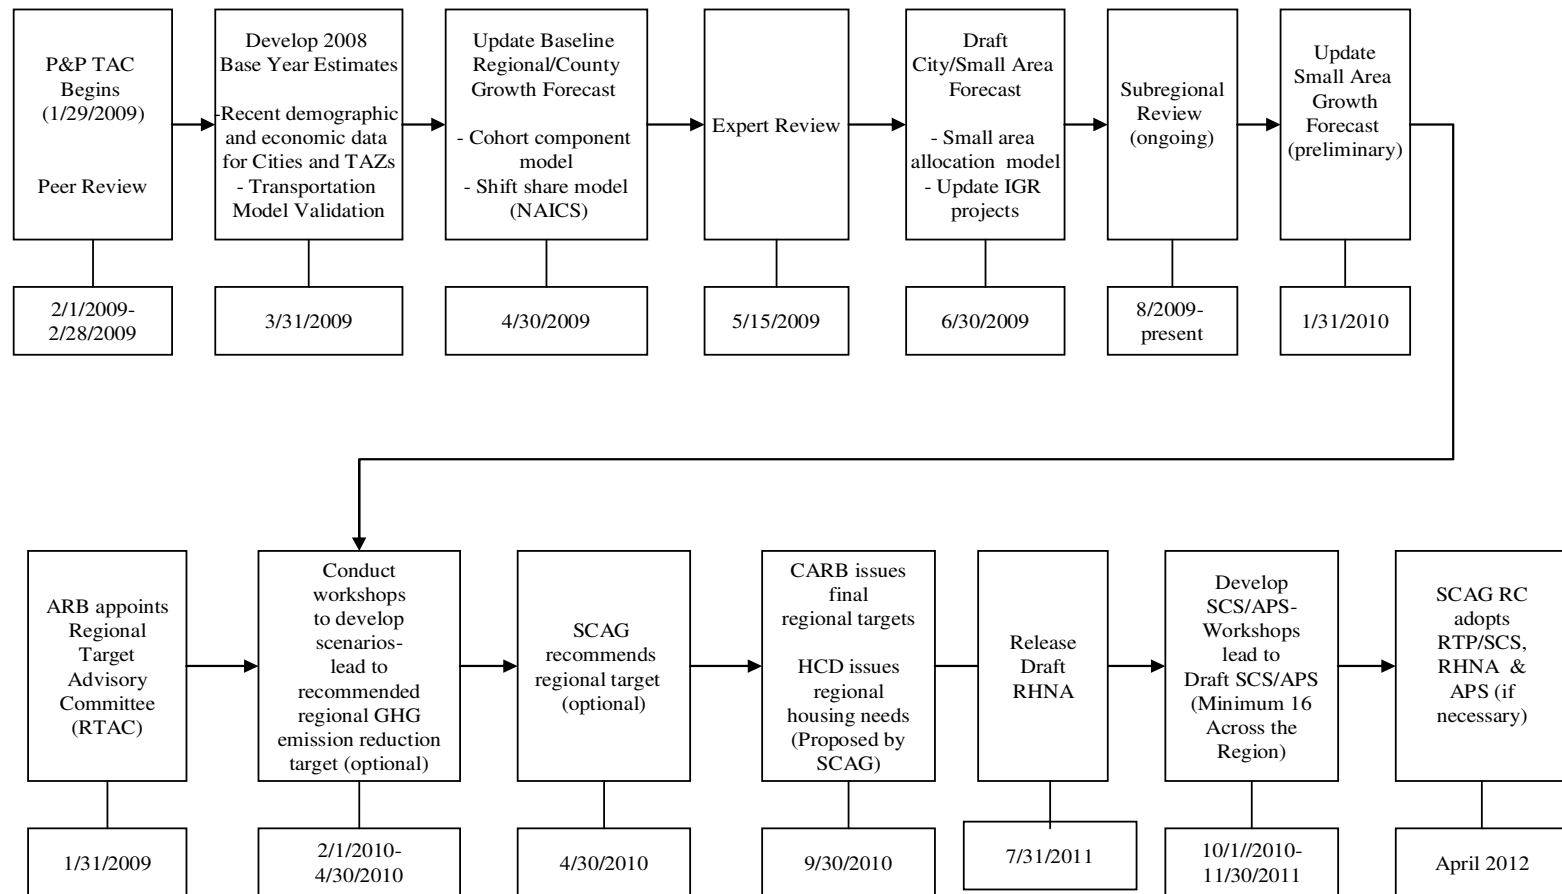 P&P TAC
Begins
(1/29/2009)
Peer Review
2/1/2009-
2/28/2009
Develop 2008
Base Year Estimates
-Recent demographic
and economic data
for Cities and TAZs
- Transportation
Model Validation
3/31/2009
Update Baseline
Regional/County
Growth Forecast
- Cohort component
model
- Shift share model
(NAICS)
4/30/2009
Expert Review
5/15/2009
Draft
City/Small Area
Forecast
- Small area
allocation  model
- Update IGR
projects
6/30/2009
Subregional
Review
(ongoing)
8/2009-
present
Update
Small Area
Growth
Forecast
(preliminary)
1/31/2010
ARB appoints
Regional
Target
Advisory
Committee
(RTAC)
1/31/2009
Conduct
workshops
to develop
scenarios-
lead to
recommended
regional GHG
emission reduction
target (optional)
2/1/2010-
4/30/2010
SCAG
recommends
regional target
(optional)
4/30/2010
CARB issues
final
regional targets
HCD issues
regional
housing needs
(Proposed by
SCAG)
9/30/2010
Release
Draft
RHNA
7/31/2011
Develop
SCS/APS-
Workshops
lead to
Draft SCS/APS
(Minimum 16
Across the
Region)
10/1//2010-
11/30/2011
SCAG RC
adopts
RTP/SCS,
RHNA  &
APS (if
necessary)
April 2012